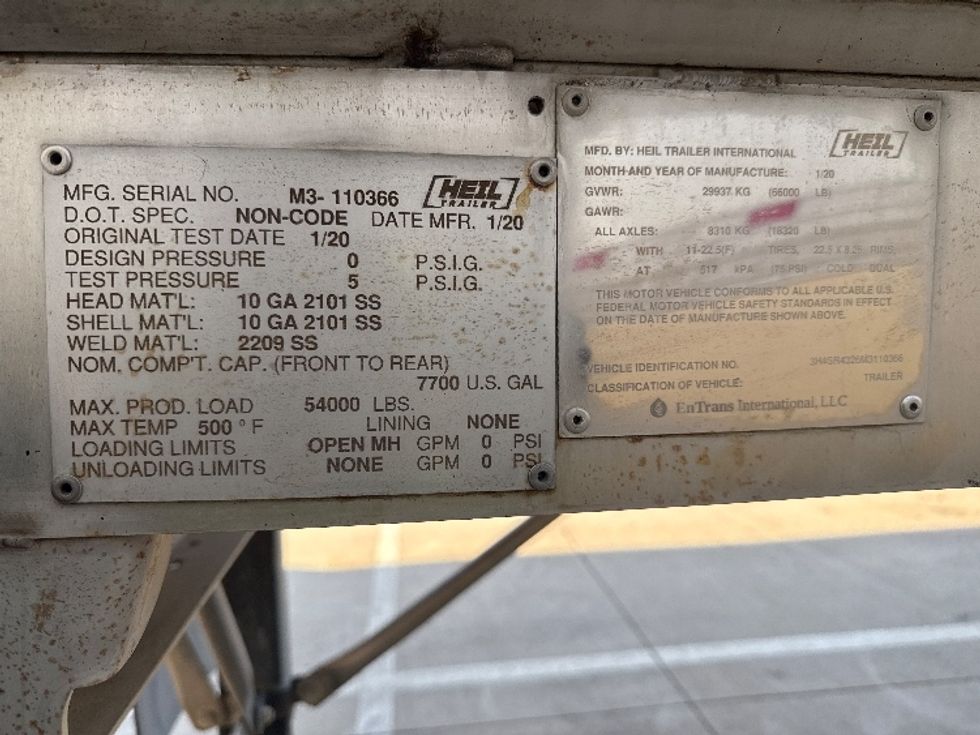 MFG. SERIAL NO. M3- 110366 HEIL TRAILER
D.O.T. SPEC. NON-CODE DATE MFR. 1/20
ORIGINAL TEST DATE 1/20
DESIGN PRESSURE 0 P.S.I.G.
TEST PRESSURE 5 P.S.I.G.
HEAD MAT'L: 10 GA 2101 SS
SHELL MAT'L: 10 GA 2101 SS
WELD MAT'L: 2209 SS
NOM. COMP'T. CAP. (FRONT TO REAR)
7700 U.S. GAL
MAX. PROD. LOAD 54000 LBS.
MAX TEMP 500 ° F LINING NONE
LOADING LIMITS OPEN MH GPM 0 PSI
UNLOADING LIMITS NONE GPM 0 PSI
HEIL TRAILER
MFD. BY: HEIL TRAILER INTERNATIONAL
MONTH AND YEAR OF MANUFACTURE: 1/20
GVWR: 29937 KG (66000 LB)
GAWR:
ALL AXLES: 8310 KG (18320 LB)
WITH 11-22.5(F) TIRES, 22.5 X 8.25 RIMS
AT 517 kPA (75 PSI) COLD DUAL
THIS MOTOR VEHICLE CONFORMS TO ALL APPLICABLE U.S.
FEDERAL MOTOR VEHICLE SAFETY STANDARDS IN EFFECT
ON THE DATE OF MANUFACTURE SHOWN ABOVE.
VEHICLE IDENTIFICATION NO.
CLASSIFICATION OF VEHICLE: TRAILER
EnTrans International, LLC